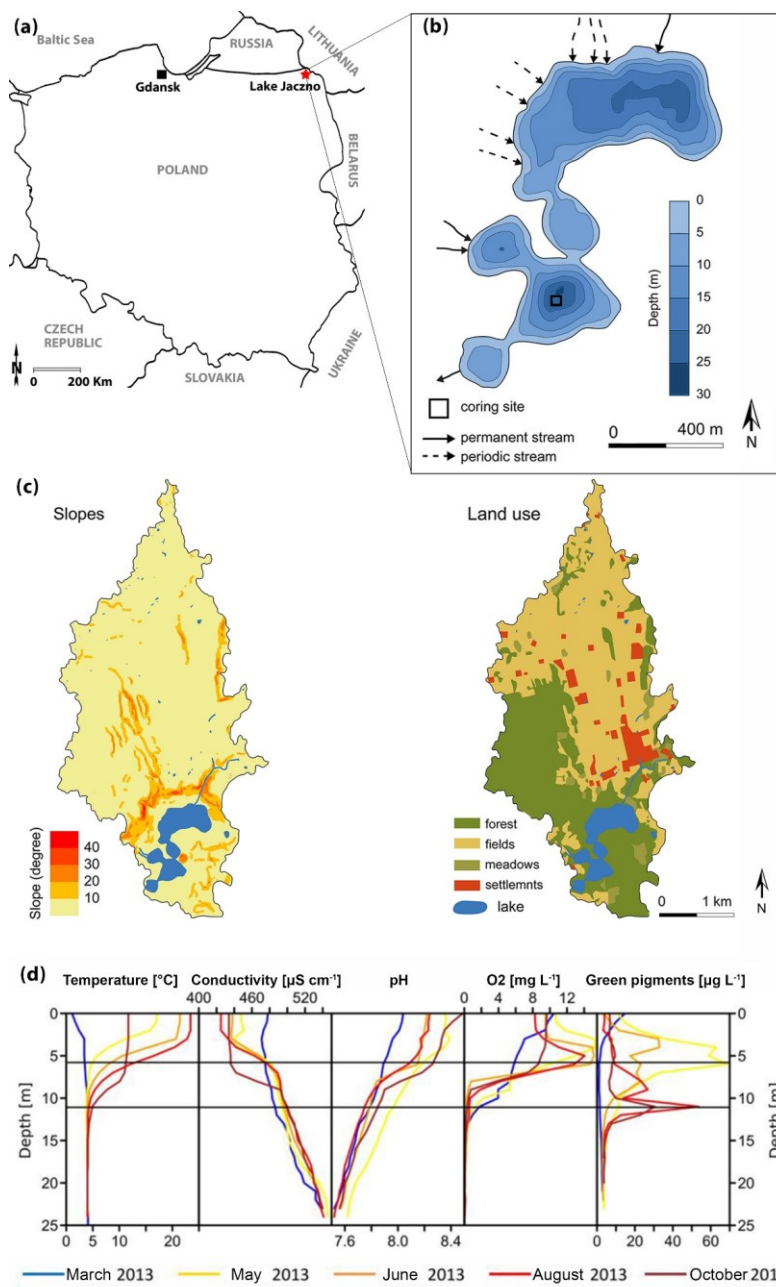 (a)
Baltic Sea
RUSSIA
LITHUANIA
Gdansk
Lake Jaczno
BELARUS
POLAND
CZECH
REPUBLIC
SLOVAKIA
UKRAINE
N
0 200 Km
(b)
0
5
10
15
20
25
30
Depth (m)
coring site
permanent stream
periodic stream
0 400 m
N
(c)
Slopes
Land use
Slope (degree)
40
30
20
10
forest
fields
meadows
settlemnts
lake
0 1 km
N
(d)
Temperature [°C] Conductivity [µS cm⁻¹] pH O2 [mg L⁻¹] Green pigments [µg L⁻¹]
400 460 520 0 4 8 12
0 0
5 5
10 10
15 15
20 20
25 25
Depth [m]
Depth [m]
0 5 10 20 7.6 8.0 8.4 0 20 40 60
March 2013 May 2013 June 2013 August 2013 October 201